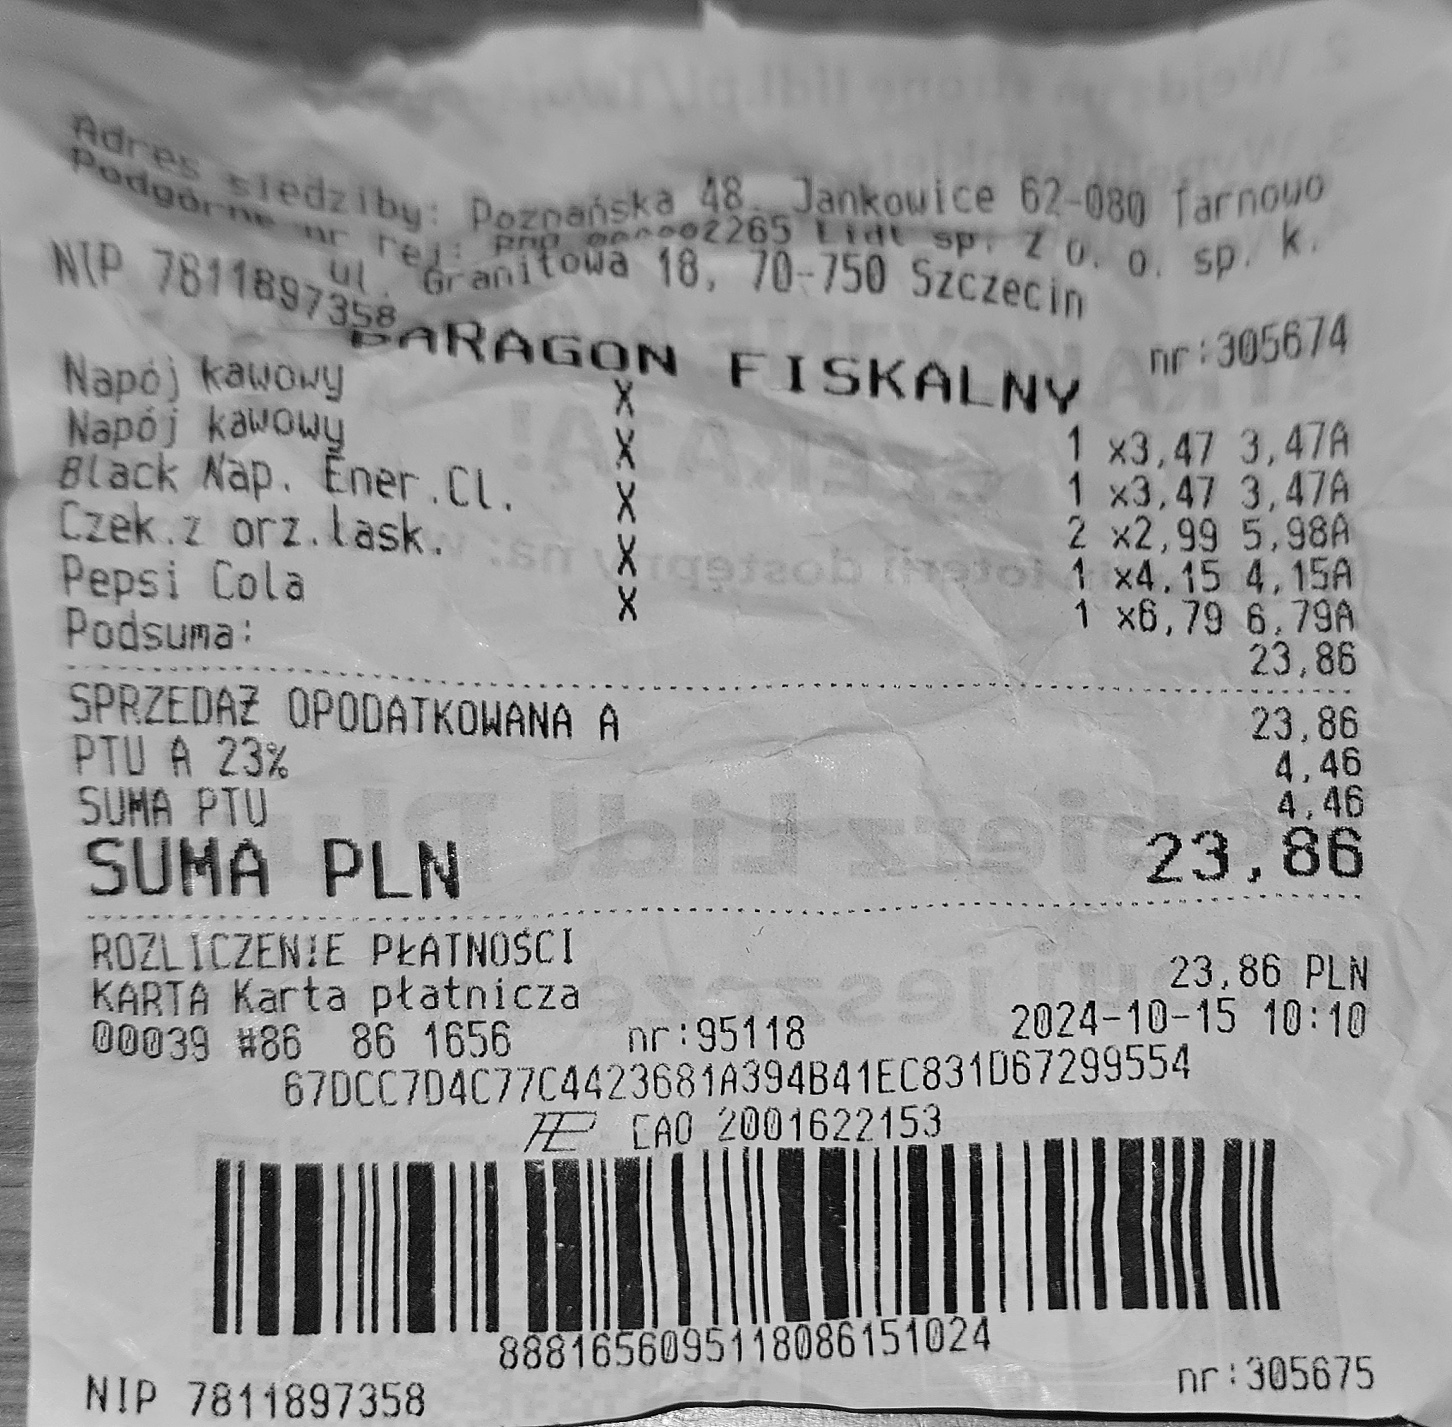 Adres siedziby: Poznańska 48, Jankowice 62-080 Tarnowo
Podgórne nr rej: 2265 Lidl sp. z o. o. sp. k.
ul. Granitowa 18, 70-750 Szczecin
NIP 7811897358 nr:305674
PARAGON FISKALNY
Napój kawowy X 1 x3,47 3,47A
Napój kawowy X 1 x3,47 3,47A
Black Nap. Ener.Cl. X 2 x2,99 5,98A
Czek.z orz.lask. X 1 x4,15 4,15A
Pepsi Cola X 1 x6,79 6,79A
Podsuma: 23,86
SPRZEDAŻ OPODATKOWANA A 23,86
PTU A 23% 4,46
SUMA PTU 4,46
SUMA PLN 23,86
ROZLICZENIE PŁATNOŚCI
KARTA Karta płatnicza 23,86 PLN
00039 #86 86 1656 nr:95118 2024-10-15 10:10
67DCC7D4C77C4423681A394B41EC831D67299554
CAO 2001622153
8881656095118086151024
NIP 7811897358 nr:305675